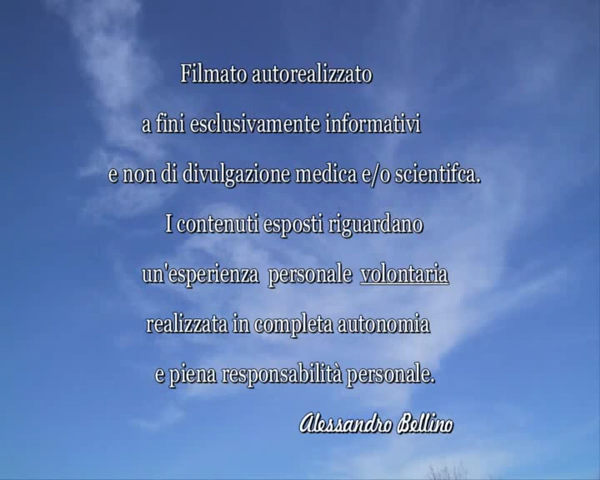 Filmato autorealizzato
a fini esclusivamente informativi
e non di divulgazione medica e/o scientifca.
I contenuti esposti riguardano
un'esperienza personale volontaria
realizzata in completa autonomia
e piena responsabilità personale.
Alessandro Bellino